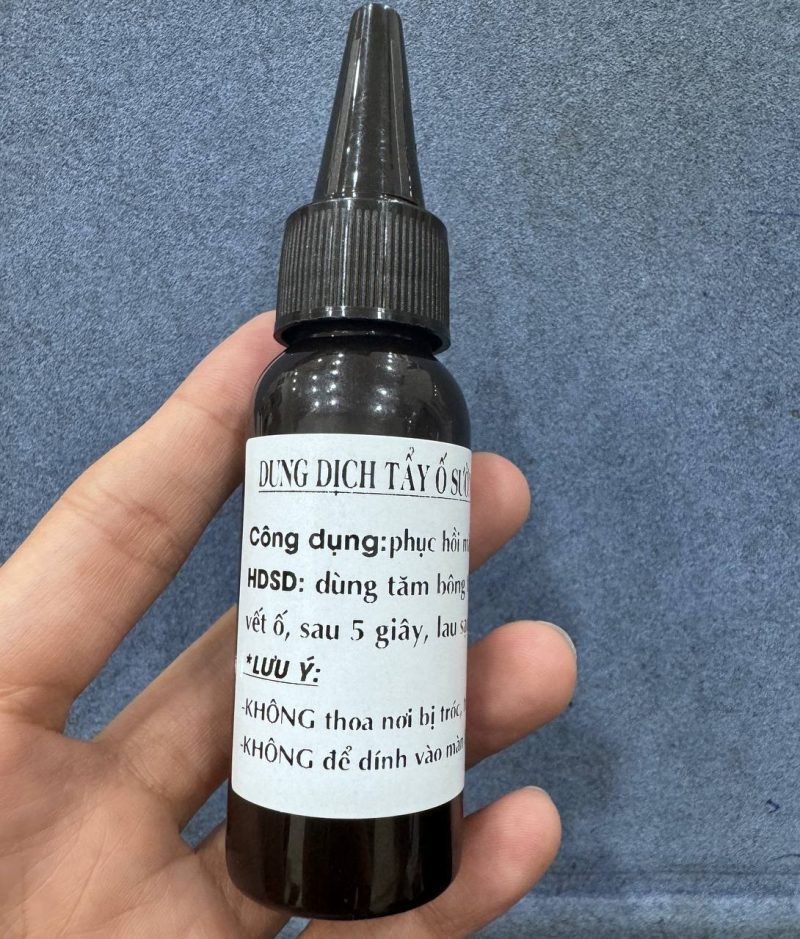 DUNG DỊCH TẨY Ố
Công dụng:phục hồi
HDSD: dùng tăm bông
vết ố, sau 5 giây, lau
*LƯU Ý:
-KHÔNG thoa nơi bị tróc,
-KHÔNG để dính vào màn